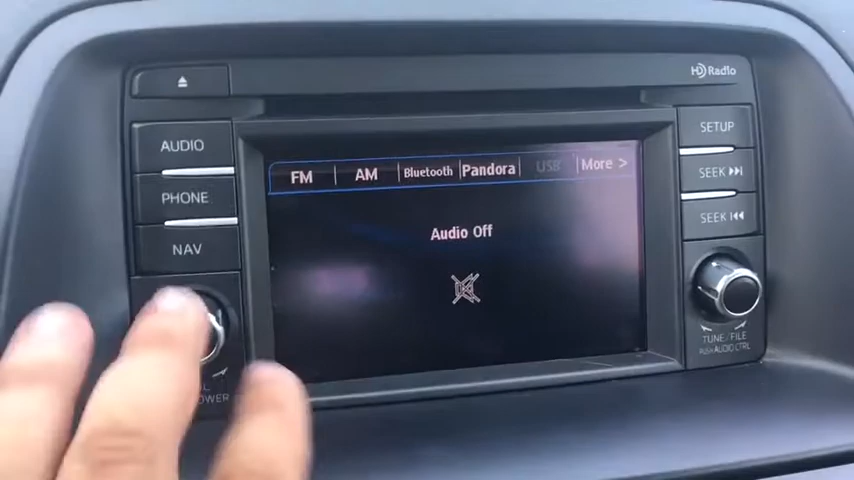 HD Radio
AUDIO
PHONE
NAV
FM AM Bluetooth Pandora USB More >
Audio Off
SETUP
SEEK
SEEK
TUNE/FILE
PUSH AUDIO CTRL